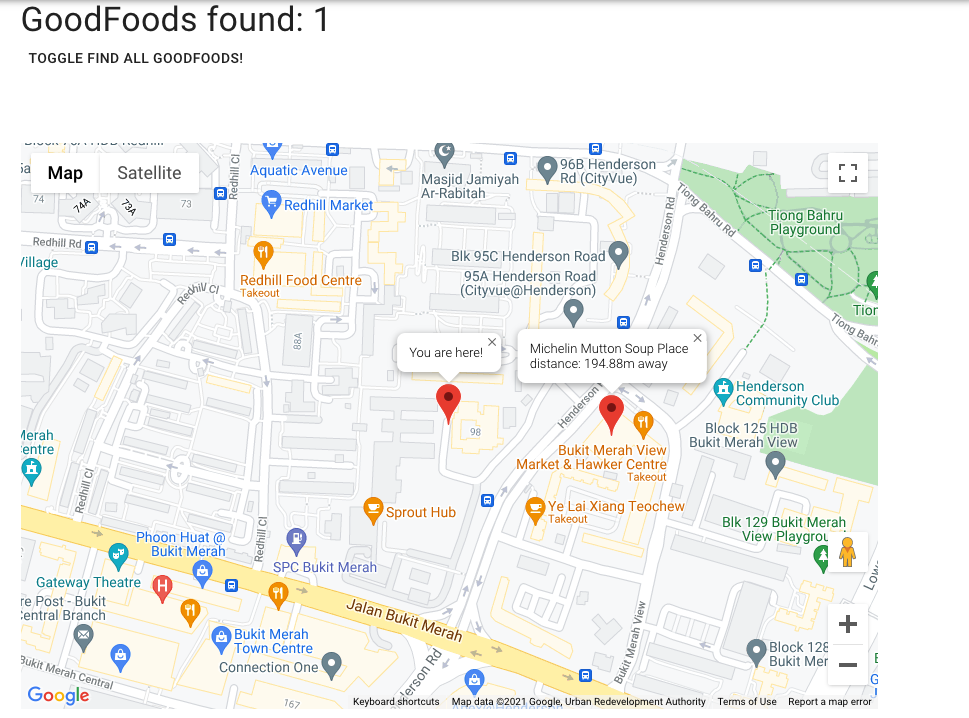 GoodFoods found: 1
TOGGLE FIND ALL GOODFOODS!
Map
Satellite
Aquatic Avenue
Masjid Jamiyah
Ar-Rabitah
96B Henderson
Rd (CityVue)
74
74A
73A
73
Redhill Cl
Redhill Market
Henderson Rd
Tiong Bahru Rd
Tiong Bahru
Playground
Redhill Rd
Village
Redhill Food Centre
Takeout
Blk 95C Henderson Road
95A Henderson Road
(Cityvue@Henderson)
Redhill Cl
88A
Tion
Tiong Bahru
You are here!
Michelin Mutton Soup Place
distance: 194.88m away
Henderson
Henderson
Community Club
98
Merah
Centre
Block 125 HDB
Bukit Merah View
Bukit Merah View
Market & Hawker Centre
Takeout
Redhill Cl
Sprout Hub
Ye Lai Xiang Teochew
Takeout
Redhill Cl
Blk 129 Bukit Merah
View Playground
Phoon Huat @
Bukit Merah
SPC Bukit Merah
Gateway Theatre
re Post - Bukit
Central Branch
Jalan Bukit Merah
Bukit Merah
Town Centre
Connection One
Bukit Merah View
Block 128
Bukit Mer
Bukit Merah Central
167
derson Rd
Google
Keyboard shortcuts
Map data ©2021 Google, Urban Redevelopment Authority
Terms of Use
Report a map error